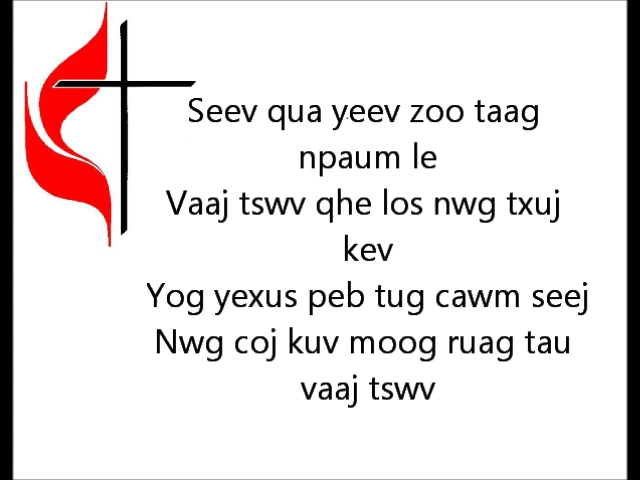 Seev qua yeev zoo taag
npaum le
Vaaj tswv qhe los nwg txuj
kev
Yog yexus peb tug cawm seej
Nwg coj kuv moog ruag tau
vaaj tswv